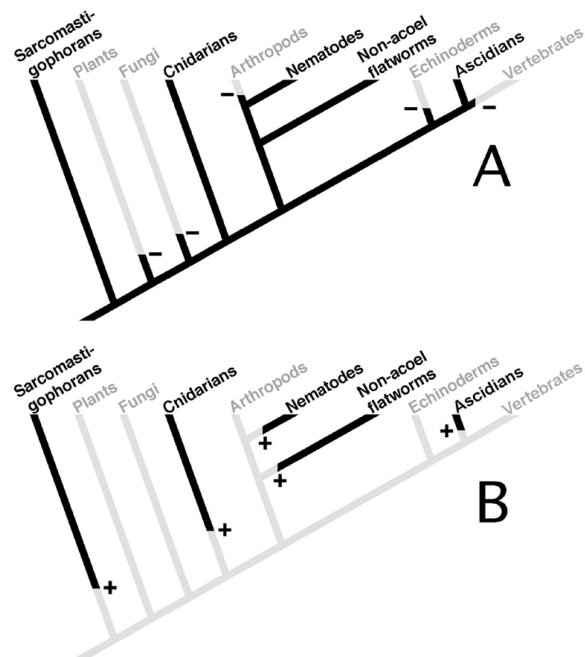 Sarcomasti-
gophorans
Plants
Fungi
Cnidarians
Arthropods
Nematodes
Non-acoel
flatworms
Echinoderms
Ascidians
Vertebrates
−
−
−
−
−
A
Sarcomasti-
gophorans
Plants
Fungi
Cnidarians
Arthropods
Nematodes
Non-acoel
flatworms
Echinoderms
Ascidians
Vertebrates
+
+
+
+
+
B